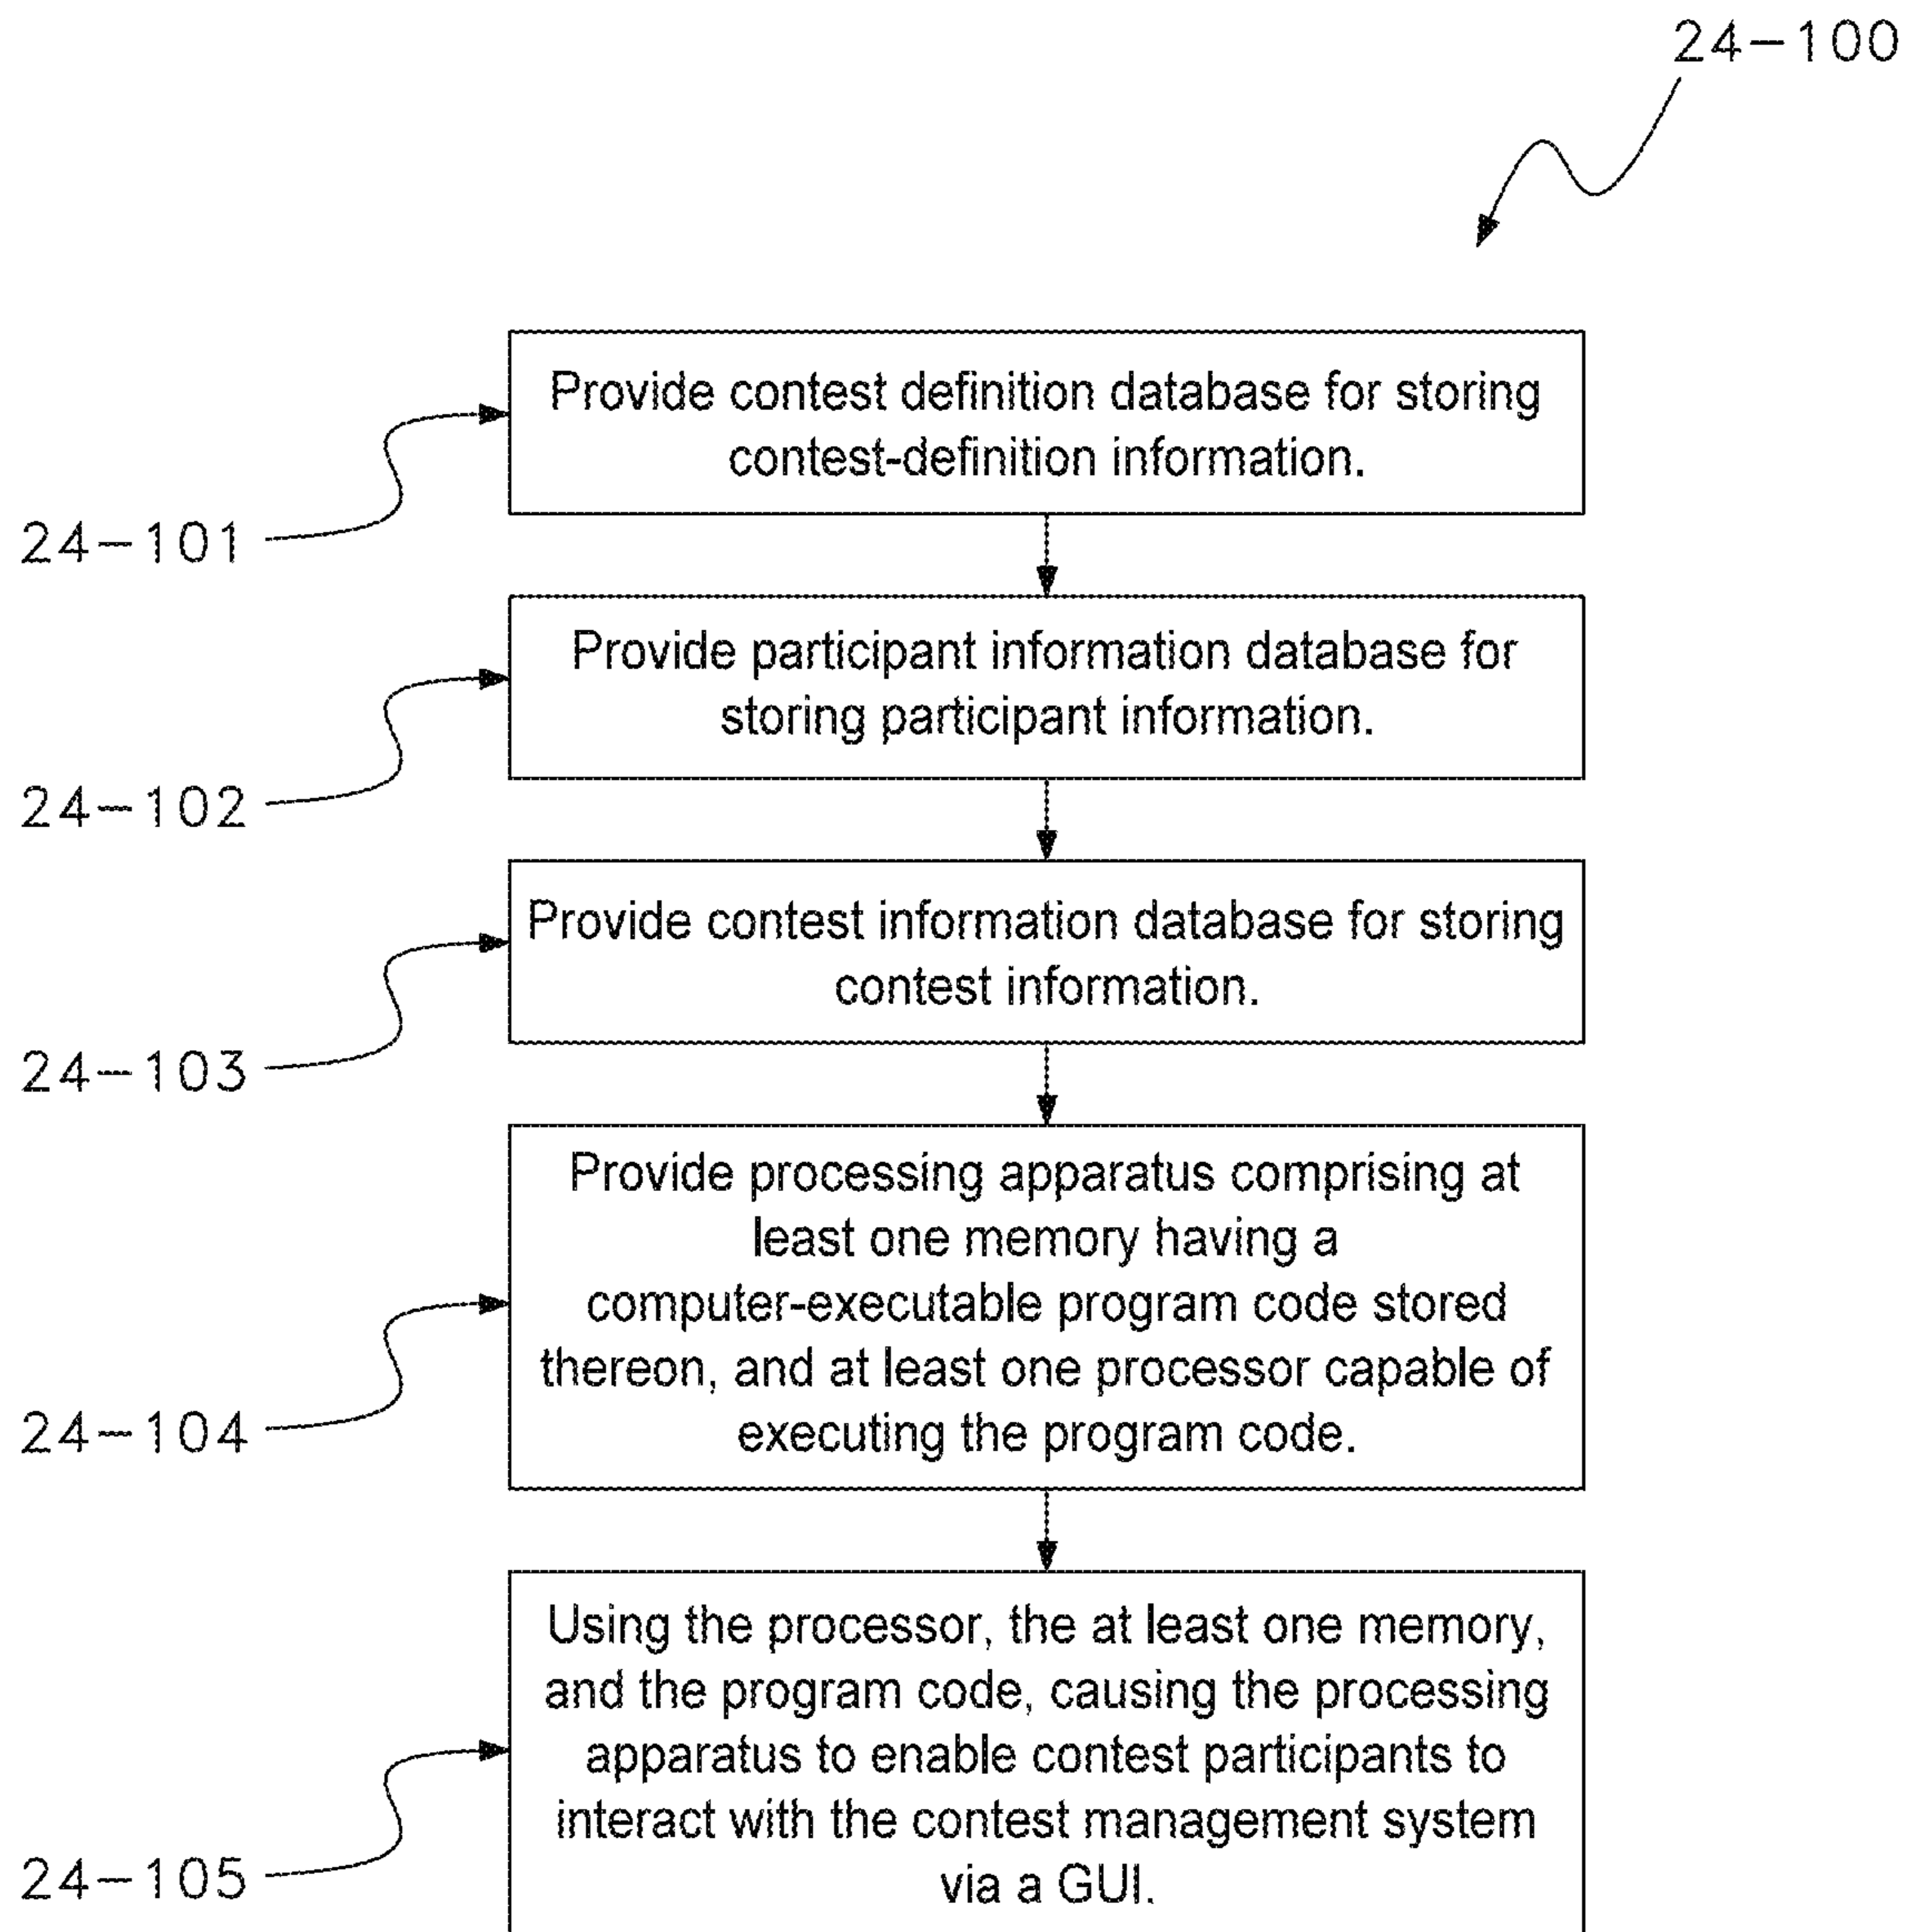 24-100
Provide contest definition database for storing
contest-definition information.
24-101
Provide participant information database for
storing participant information.
24-102
Provide contest information database for storing
contest information.
24-103
Provide processing apparatus comprising at
least one memory having a
computer-executable program code stored
thereon, and at least one processor capable of
executing the program code.
24-104
Using the processor, the at least one memory,
and the program code, causing the processing
apparatus to enable contest participants to
interact with the contest management system
via a GUI.
24-105